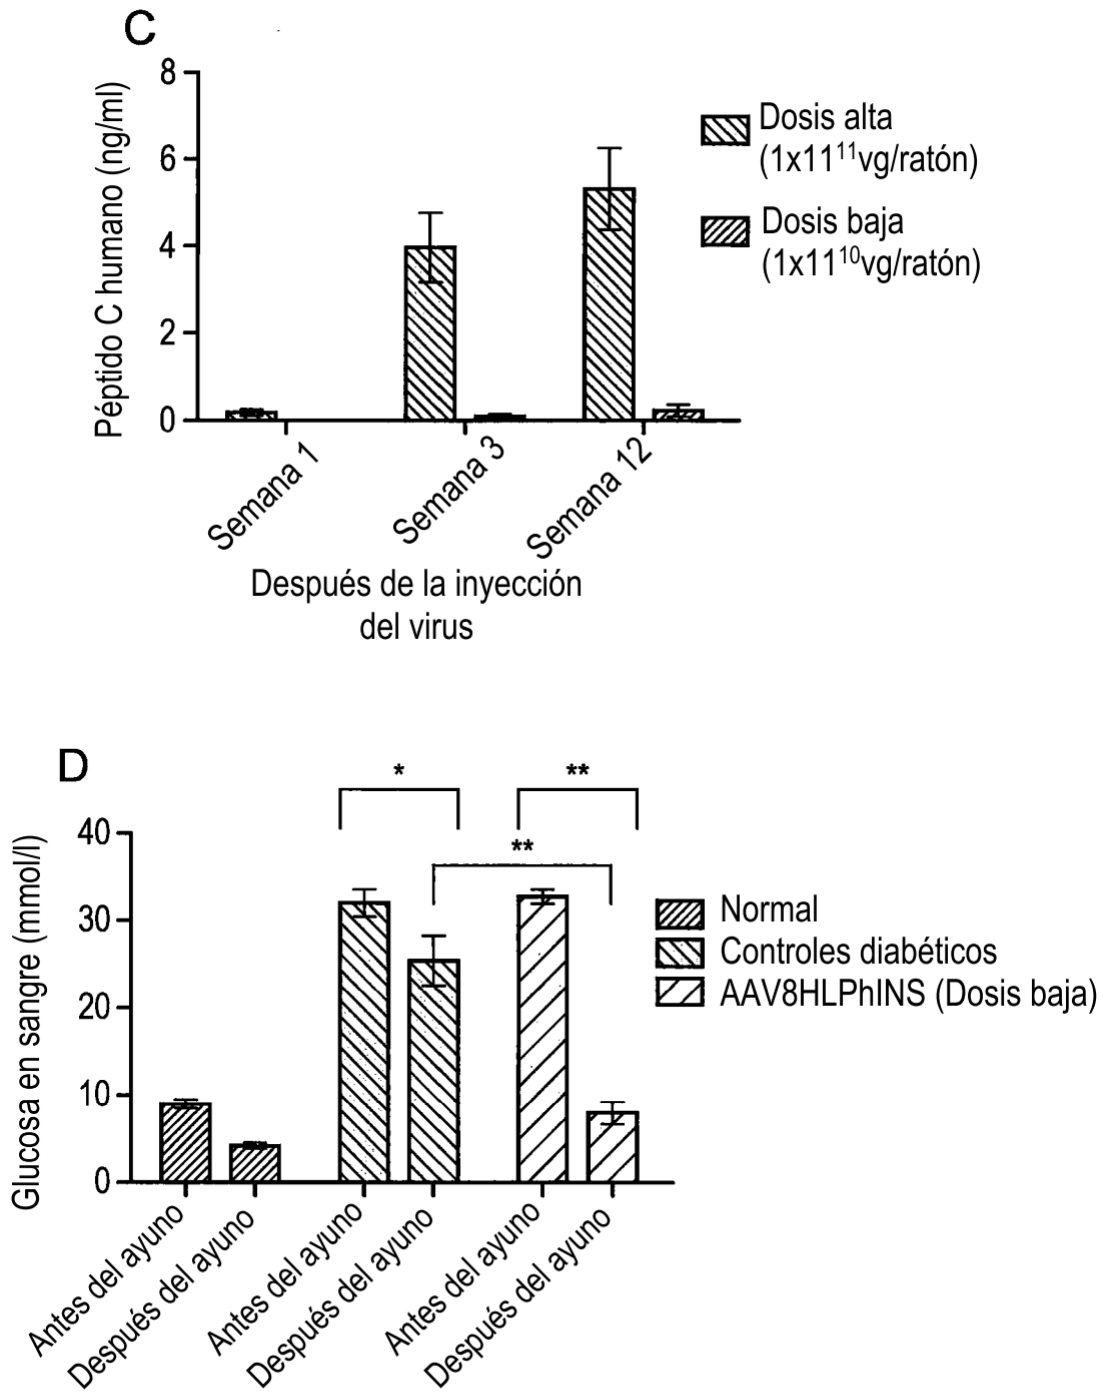 C
8
6
4
2
0
Péptido C humano (ng/ml)
Dosis alta
(1x11¹¹vg/ratón)
Dosis baja
(1x11¹⁰vg/ratón)
Semana 1
Semana 3
Semana 12
Después de la inyección
del virus
D
*
**
**
40
30
20
10
0
Glucosa en sangre (mmol/l)
Normal
Controles diabéticos
AAV8HLPhINS (Dosis baja)
Antes del ayuno
Después del ayuno
Antes del ayuno
Después del ayuno
Antes del ayuno
Después del ayuno